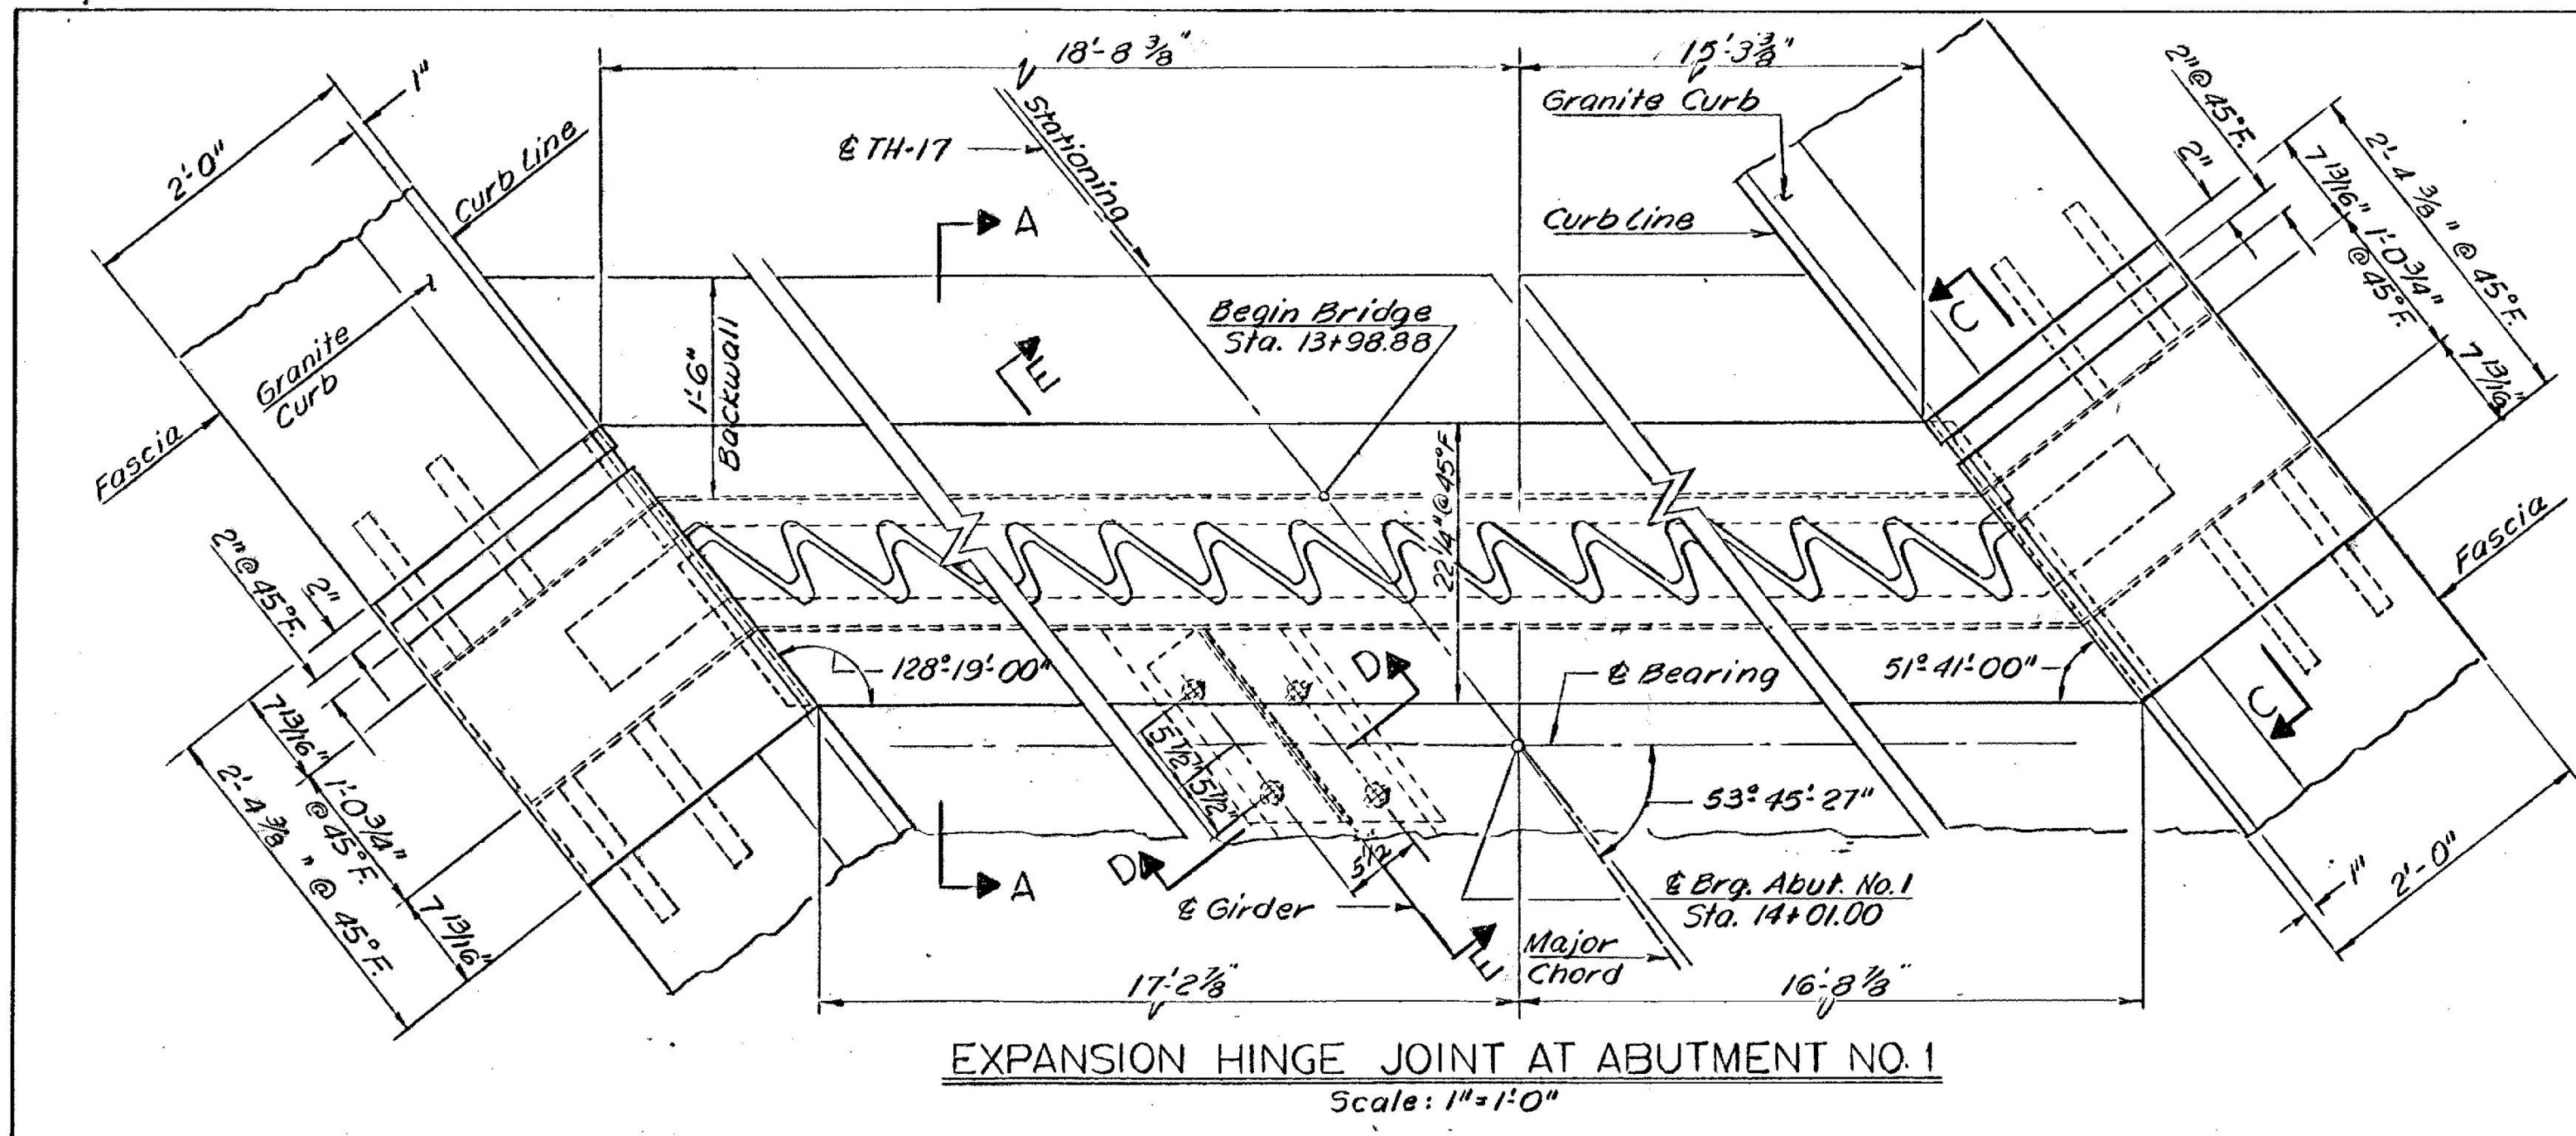 18'-8 3/8"
15'-3 3/8"
1"
2'-0"
Curb Line
℄ TH-17
Stationing
Granite Curb
Curb Line
2" @ 45°F.
2"
7 13/16"
1'-0 3/4"
@ 45°F.
7 13/16"
2'-4 3/8" @ 45°F.
A
E
C
Begin Bridge
Sta. 13+98.88
1'-6"
Backwall
Granite
Curb
Fascia
22 1/4" @ 45°F
Fascia
2" @ 45°F.
2"
7 13/16"
1'-0 3/4"
@ 45°F.
7 13/16"
2'-4 3/8" @ 45°F.
128°-19'-00"
D
℄ Bearing
51°-41'-00"
C
5 1/2"
5 1/2"
5 1/2"
53°-45'-27"
A
D
℄ Girder
E
℄ Brg. Abut. No. 1
Sta. 14+01.00
Major
Chord
1"
2'-0"
17'-2 7/8"
16'-8 7/8"
EXPANSION HINGE JOINT AT ABUTMENT NO. 1
Scale: 1"=1'-0"